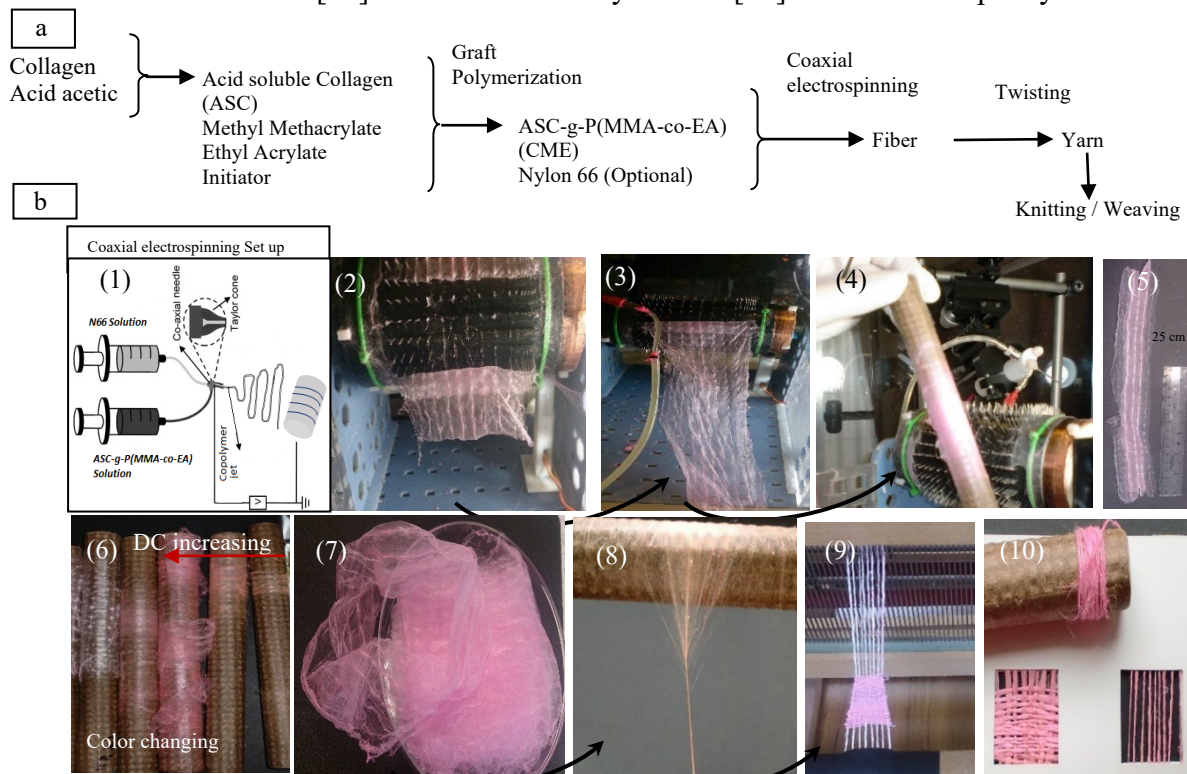 a
Collagen
Acid acetic
Acid soluble Collagen
(ASC)
Methyl Methacrylate
Ethyl Acrylate
Initiator
Graft
Polymerization
ASC-g-P(MMA-co-EA)
(CME)
Nylon 66 (Optional)
Coaxial
electrospinning
Fiber
Twisting
Yarn
Knitting / Weaving
b
Coaxial electrospinning Set up
(1)
N66 Solution
Co-axial needle
Taylor cone
ASC-g-P(MMA-co-EA)
Solution
Copolymer
jet
V
(2)
(3)
(4)
(5)
25 cm
(6)
DC increasing
Color changing
(7)
(8)
(9)
(10)